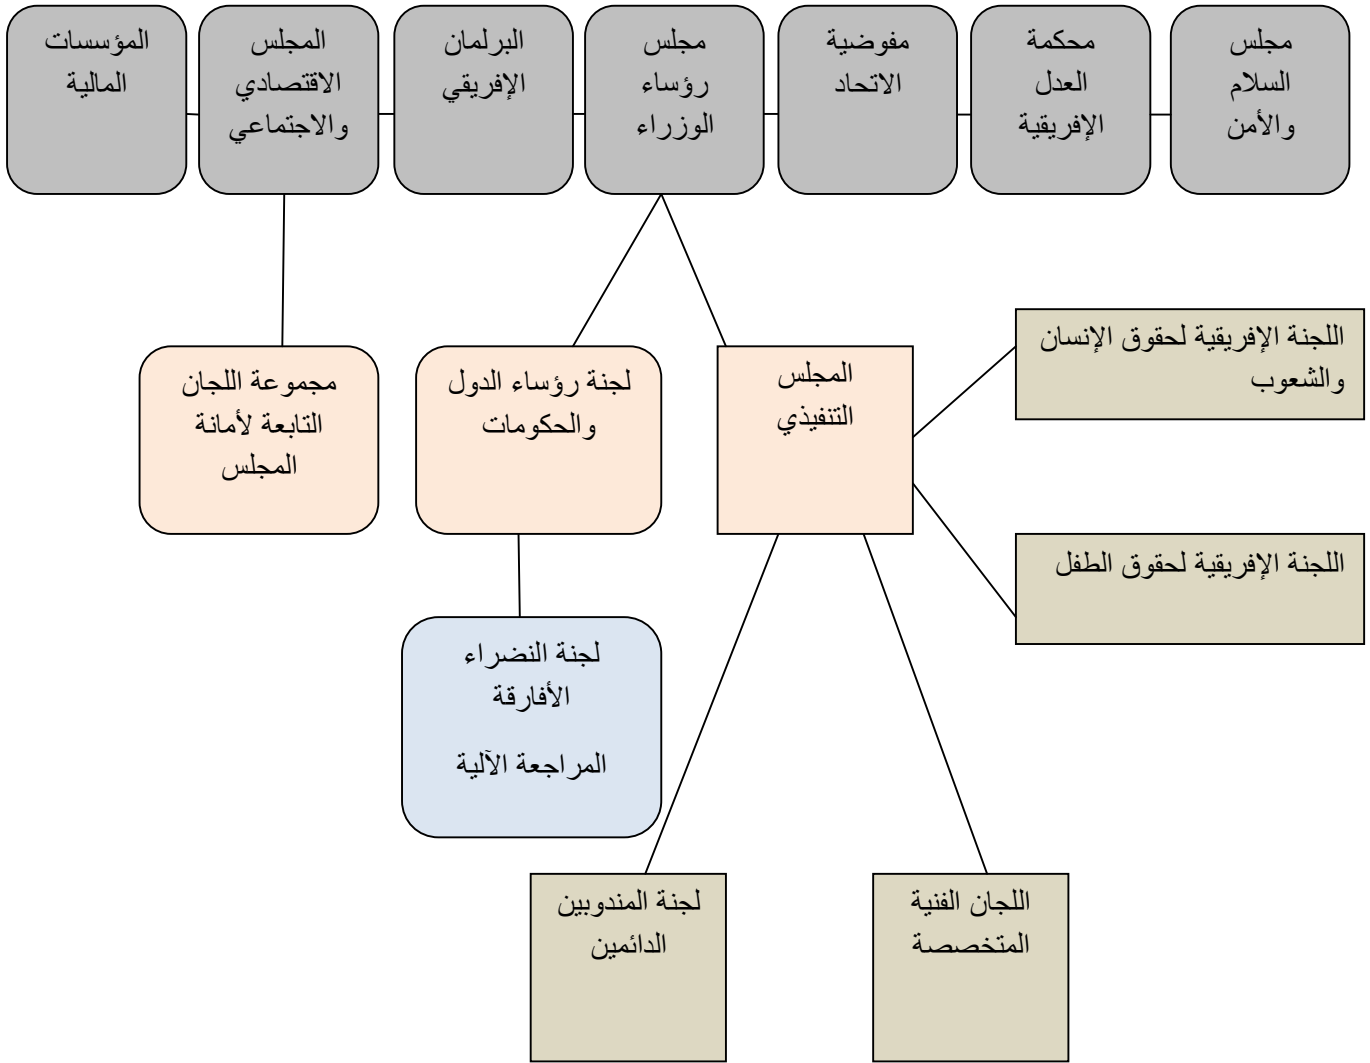 مجلس
السلام
والأمن
محكمة
العدل
الإفريقية
مفوضية
الاتحاد
مجلس
رؤساء
الوزراء
البرلمان
الإفريقي
المجلس
الاقتصادي
والاجتماعي
المؤسسات
المالية
اللجنة الإفريقية لحقوق الإنسان
والشعوب
المجلس
التنفيذي
لجنة رؤساء الدول
والحكومات
مجموعة اللجان
التابعة لأمانة
المجلس
اللجنة الإفريقية لحقوق الطفل
لجنة النضراء
الأفارقة
المراجعة الآلية
اللجان الفنية
المتخصصة
لجنة المندوبين
الدائمين